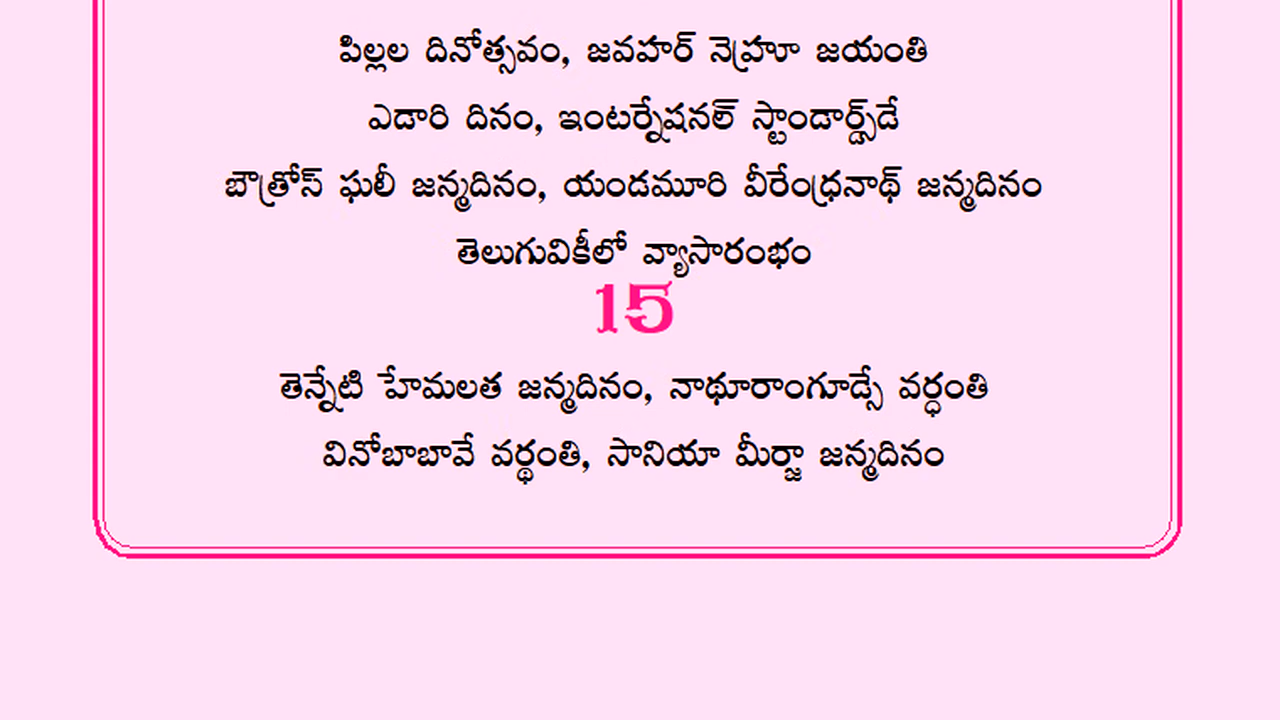 పిల్లల దినోత్సవం, జవహర్ నెహ్రూ జయంతి
ఎడారి దినం, ఇంటర్నేషనల్ స్టాండార్డ్స్‌డే
బౌత్రోస్ ఘలీ జన్మదినం, యండమూరి వీరేంధ్రనాథ్ జన్మదినం
తెలుగువికీలో వ్యాసారంభం
15
తెన్నేటి హేమలత జన్మదినం, నాథూరాంగూడ్సే వర్ధంతి
వినోబాబావే వర్థంతి, సానియా మీర్జా జన్మదినం